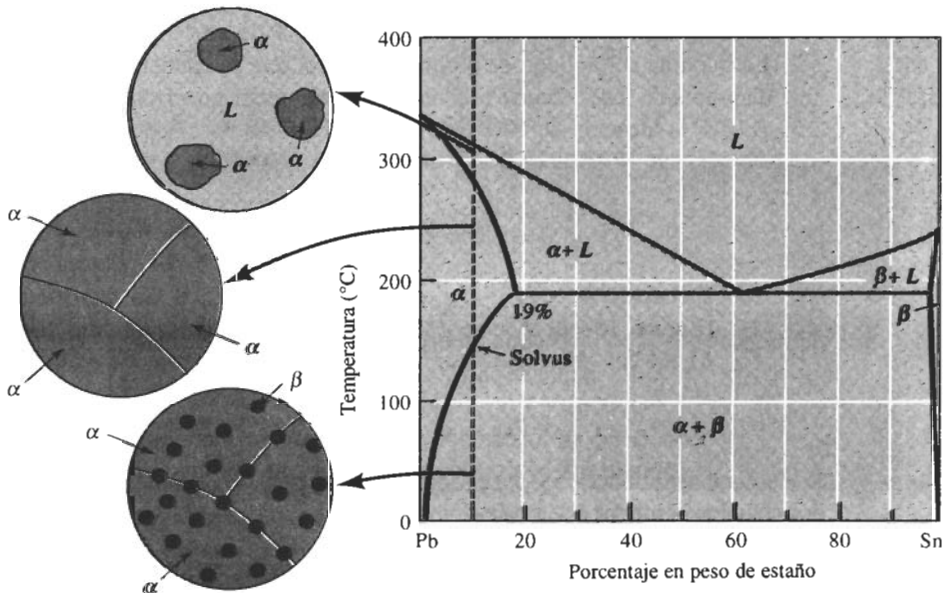 α
L
α
α
α
α
α
β
α
α
400
300
200
100
0
Temperatura (°C)
L
α + L
β + L
α
β
19%
Solvus
α + β
Pb
20
40
60
80
Sn
Porcentaje en peso de estaño